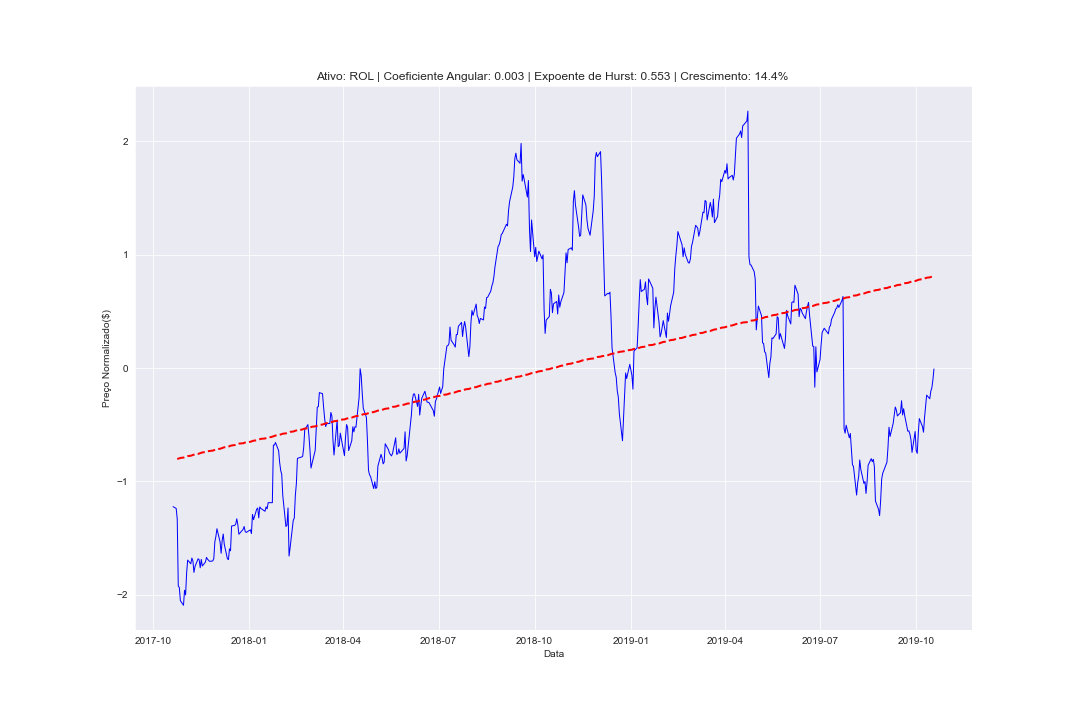 Ativo: ROL | Coeficiente Angular: 0.003 | Expoente de Hurst: 0.553 | Crescimento: 14.4%
Preço Normalizado($)
2
1
0
−1
−2
2017-10 2018-01 2018-04 2018-07 2018-10 2019-01 2019-04 2019-07 2019-10
Data